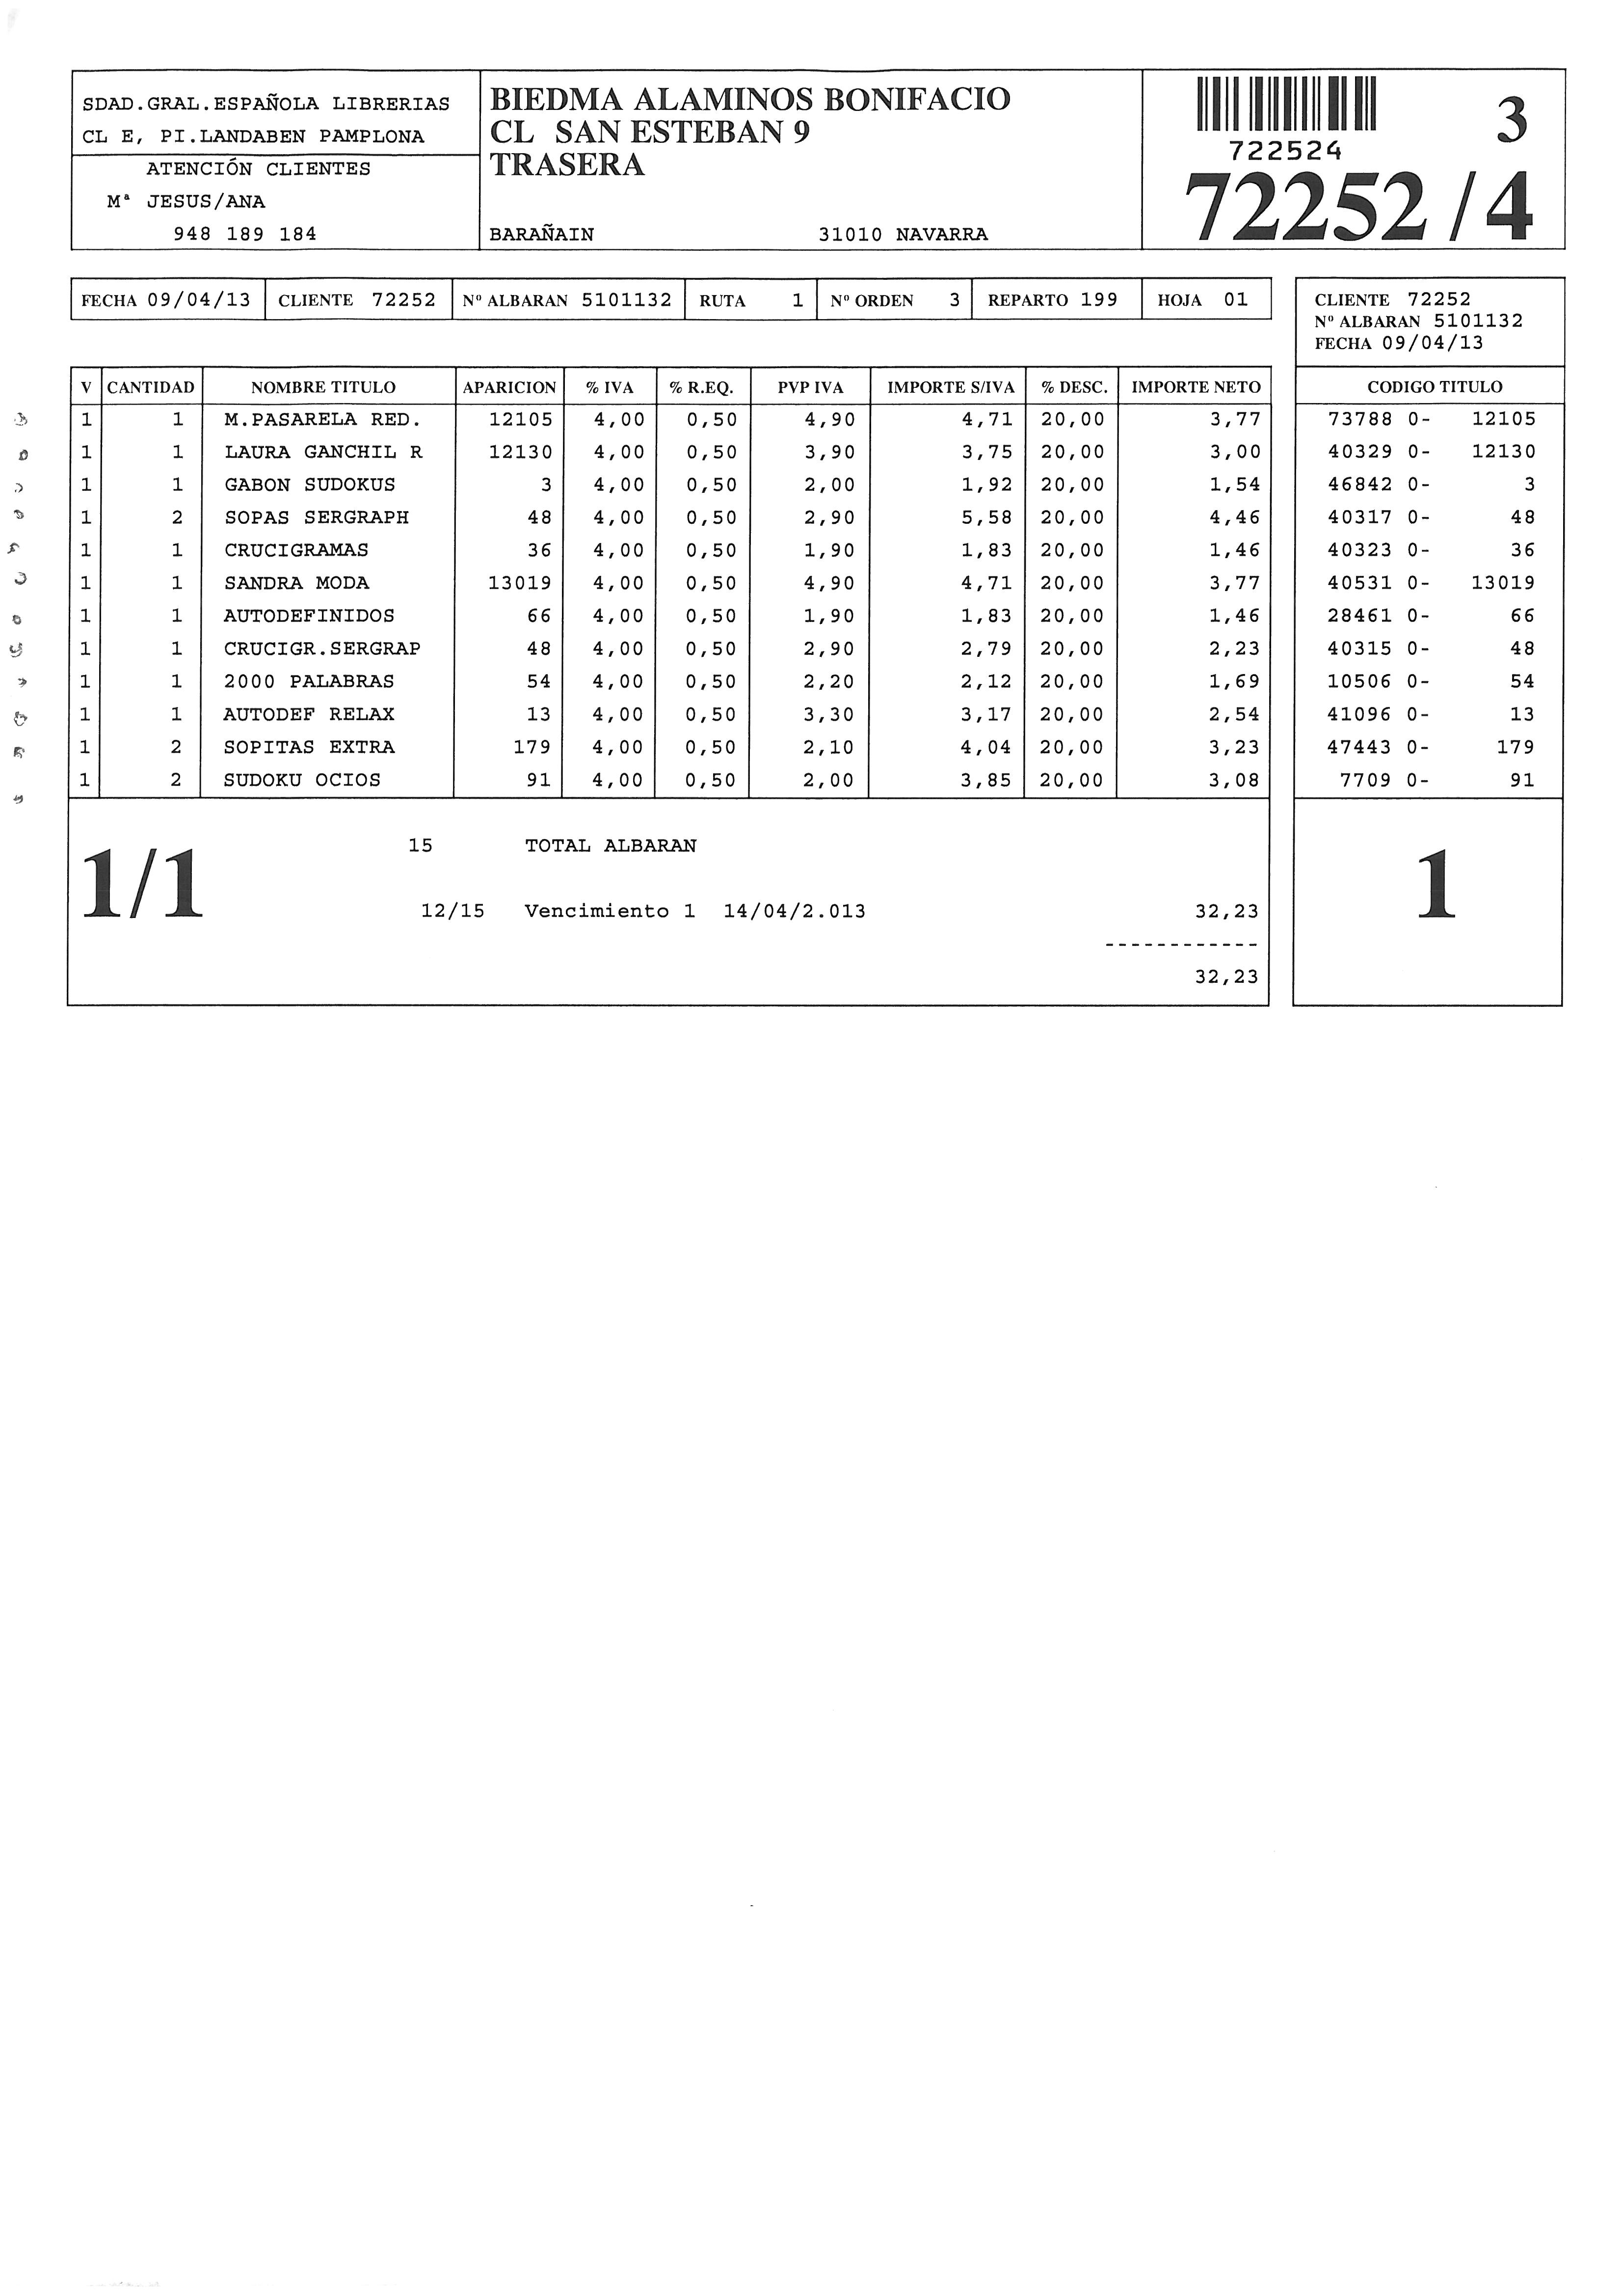 SDAD.GRAL.ESPAÑOLA LIBRERIAS
CL E, PI.LANDABEN PAMPLONA
ATENCIÓN CLIENTES
Mª JESUS/ANA
948 189 184
BIEDMA ALAMINOS BONIFACIO
CL SAN ESTEBAN 9
TRASERA
BARAÑAIN 31010 NAVARRA
722524
3
72252/4
FECHA 09/04/13 CLIENTE 72252 Nº ALBARAN 5101132 RUTA 1 Nº ORDEN 3 REPARTO 199 HOJA 01
CLIENTE 72252
Nº ALBARAN 5101132
FECHA 09/04/13
V CANTIDAD NOMBRE TITULO APARICION % IVA % R.EQ. PVP IVA IMPORTE S/IVA % DESC. IMPORTE NETO CODIGO TITULO
1 1 M.PASARELA RED. 12105 4,00 0,50 4,90 4,71 20,00 3,77 73788 0- 12105
1 1 LAURA GANCHIL R 12130 4,00 0,50 3,90 3,75 20,00 3,00 40329 0- 12130
1 1 GABON SUDOKUS 3 4,00 0,50 2,00 1,92 20,00 1,54 46842 0- 3
1 2 SOPAS SERGRAPH 48 4,00 0,50 2,90 5,58 20,00 4,46 40317 0- 48
1 1 CRUCIGRAMAS 36 4,00 0,50 1,90 1,83 20,00 1,46 40323 0- 36
1 1 SANDRA MODA 13019 4,00 0,50 4,90 4,71 20,00 3,77 40531 0- 13019
1 1 AUTODEFINIDOS 66 4,00 0,50 1,90 1,83 20,00 1,46 28461 0- 66
1 1 CRUCIGR.SERGRAP 48 4,00 0,50 2,90 2,79 20,00 2,23 40315 0- 48
1 1 2000 PALABRAS 54 4,00 0,50 2,20 2,12 20,00 1,69 10506 0- 54
1 1 AUTODEF RELAX 13 4,00 0,50 3,30 3,17 20,00 2,54 41096 0- 13
1 2 SOPITAS EXTRA 179 4,00 0,50 2,10 4,04 20,00 3,23 47443 0- 179
1 2 SUDOKU OCIOS 91 4,00 0,50 2,00 3,85 20,00 3,08 7709 0- 91
15 TOTAL ALBARAN
1/1
12/15 Vencimiento 1 14/04/2.013 32,23
------------
32,23
1